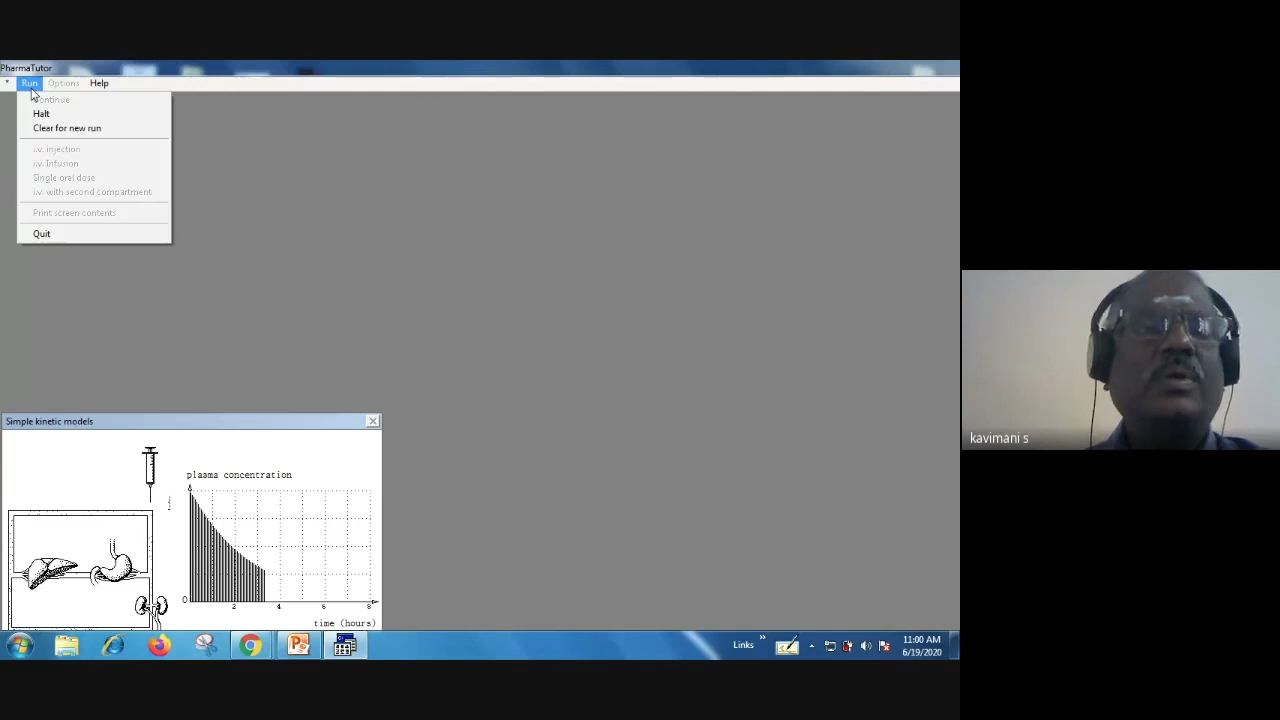 PharmaTutor
Run Options Help
Continue
Halt
Clear for new run
i.v. injection
i.v. Infusion
Single oral dose
i.v. with second compartment
Print screen contents
Quit
Simple kinetic models
plasma concentration
0
2 4 6 8
time (hours)
Links
11:00 AM
6/19/2020
kavimani s